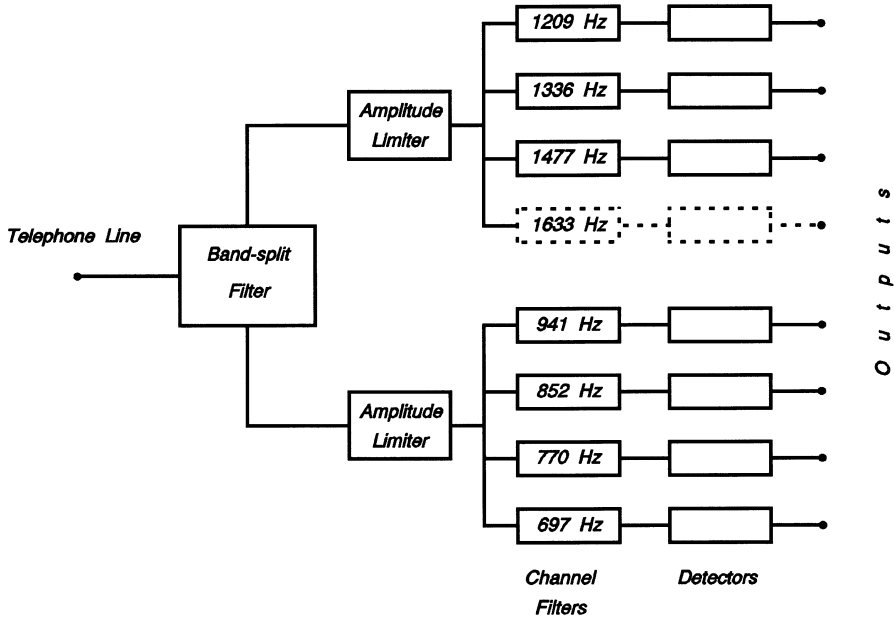 1209 Hz
1336 Hz
Amplitude
Limiter
1477 Hz
1633 Hz
Telephone Line
Band-split
Filter
941 Hz
852 Hz
Amplitude
Limiter
770 Hz
697 Hz
Outputs
Channel
Filters
Detectors